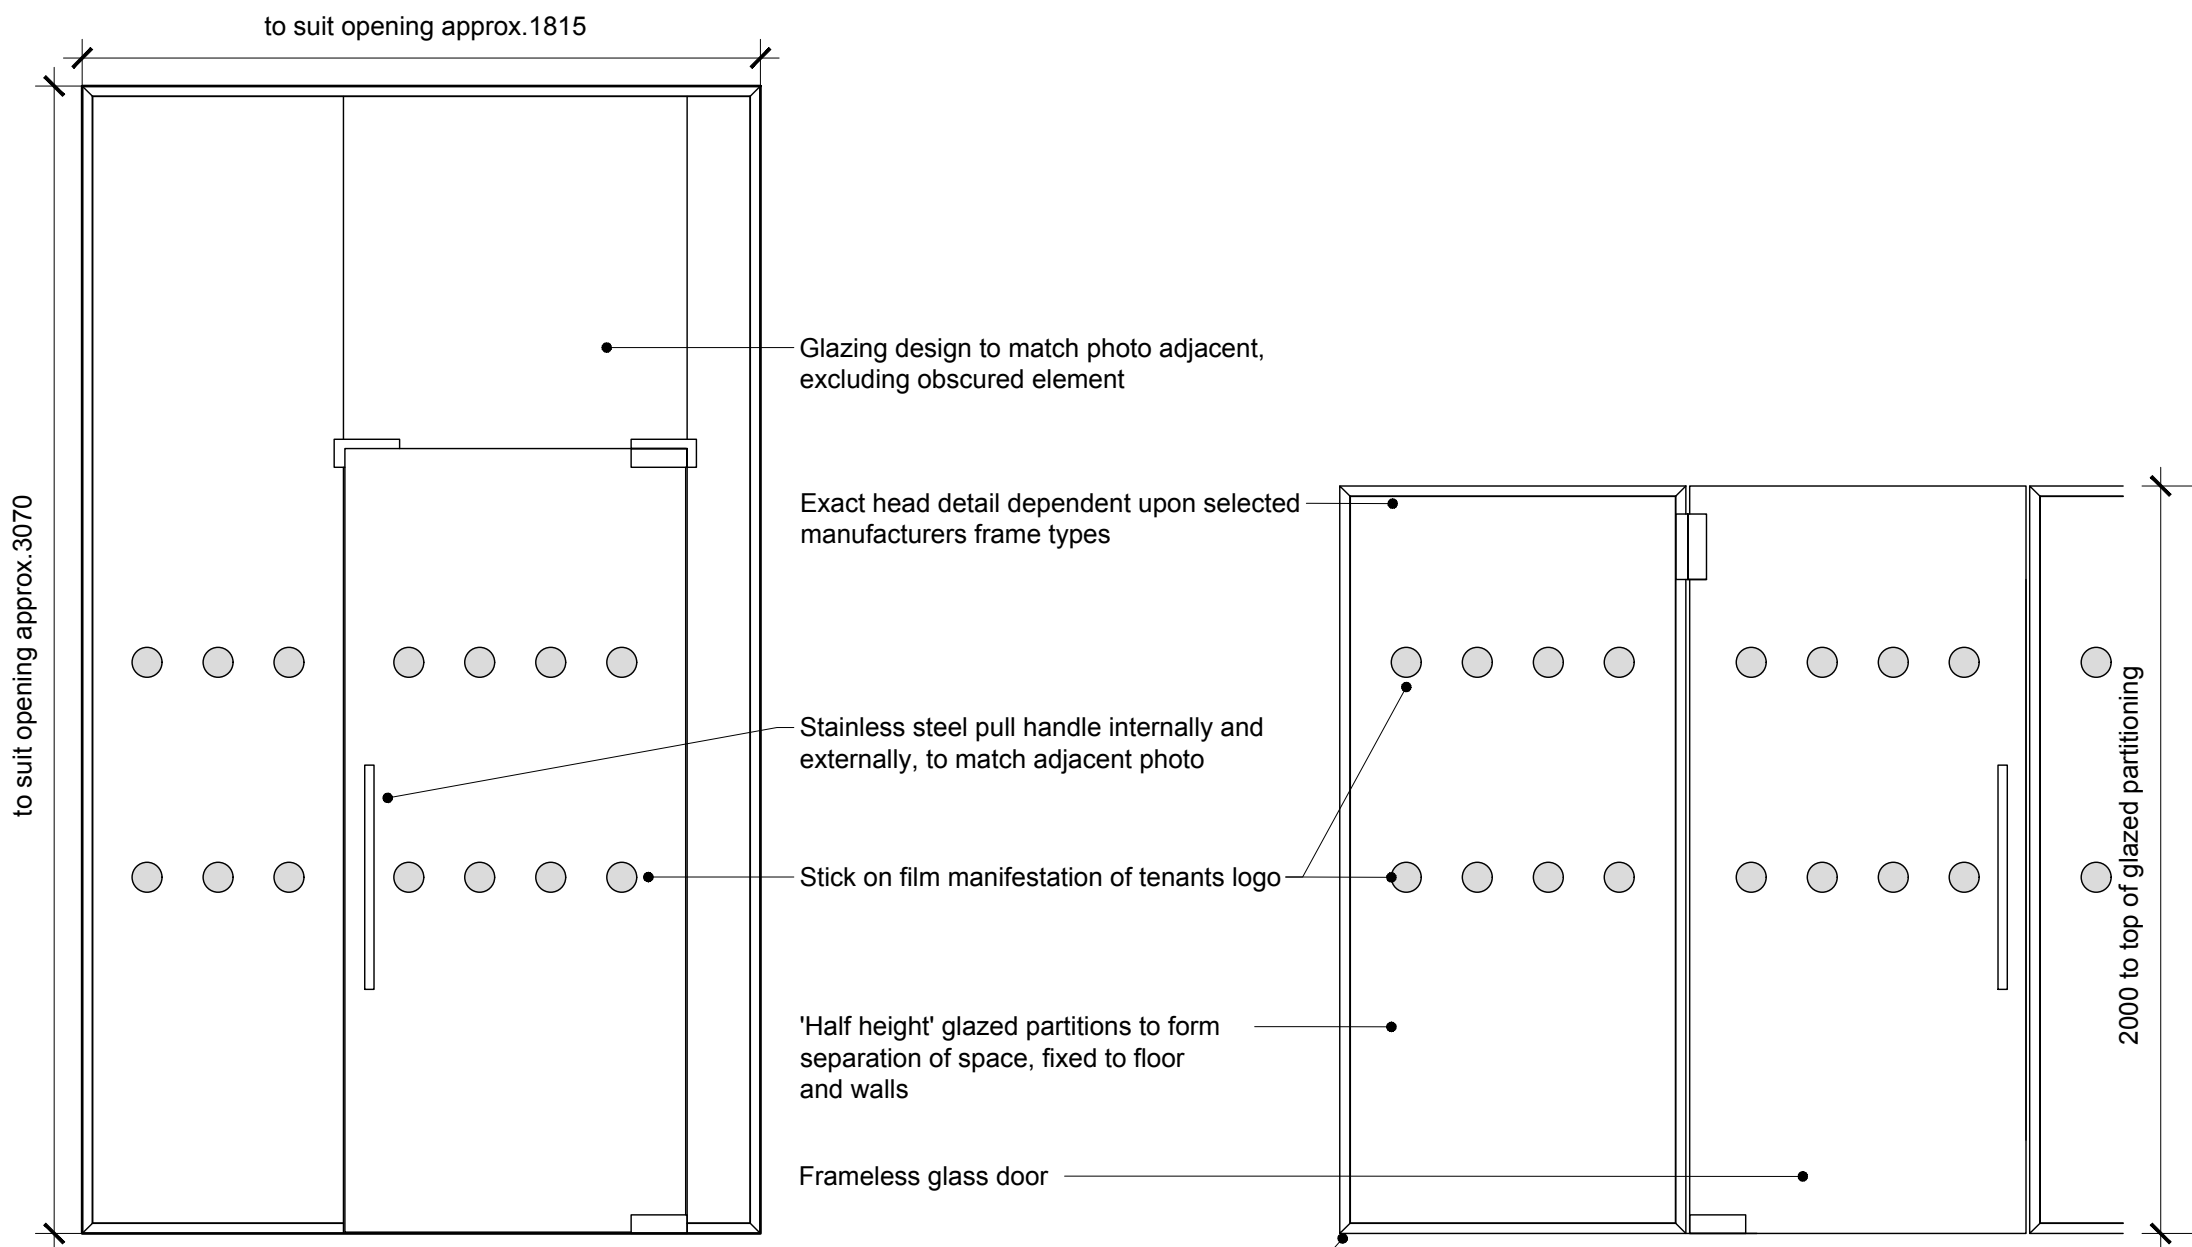 to suit opening approx.1815
to suit opening approx.3070
Glazing design to match photo adjacent,
excluding obscured element
Exact head detail dependent upon selected
manufacturers frame types
Stainless steel pull handle internally and
externally, to match adjacent photo
Stick on film manifestation of tenants logo
'Half height' glazed partitions to form
separation of space, fixed to floor
and walls
Frameless glass door
2000 to top of glazed partitioning